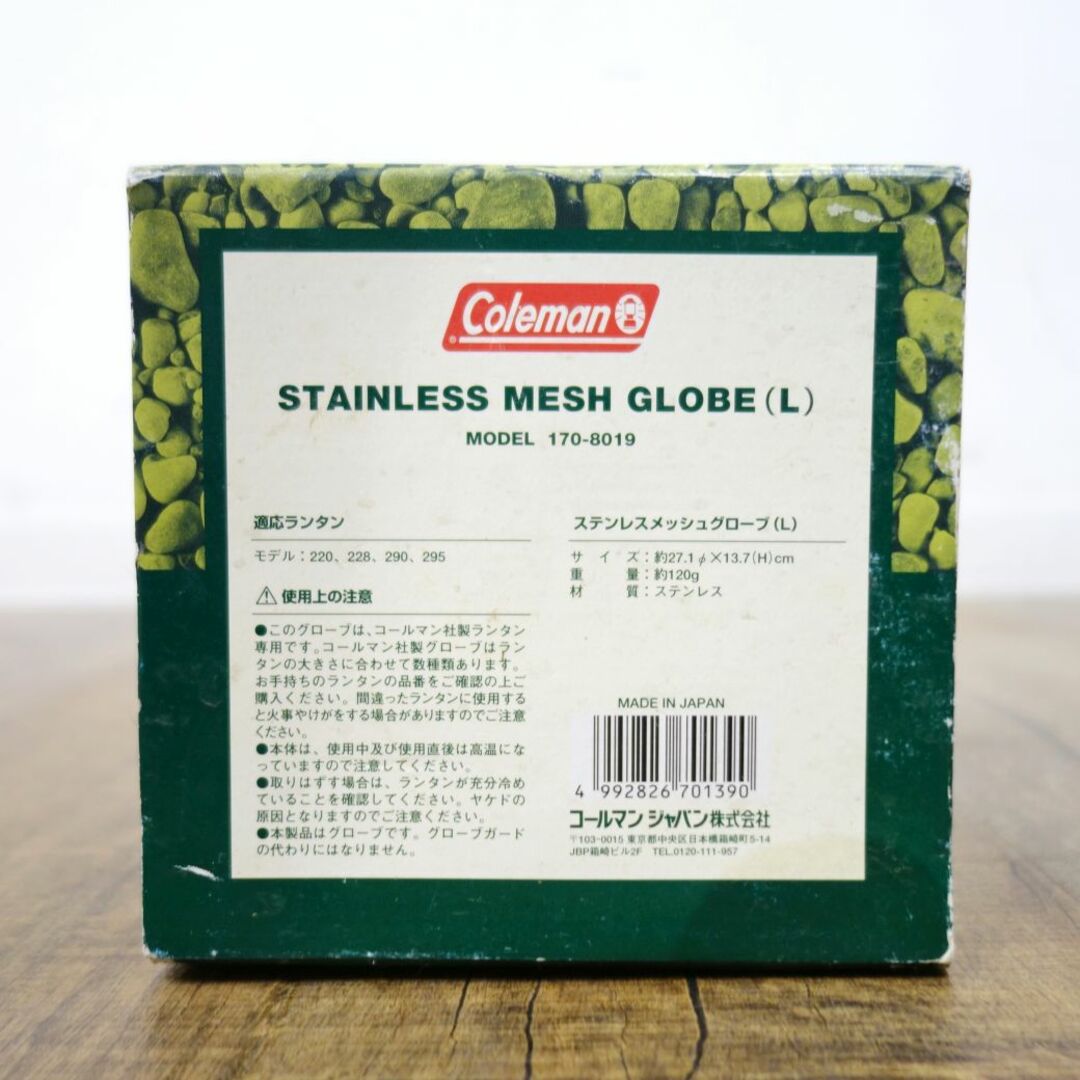 Coleman
STAINLESS MESH GLOBE (L)
MODEL 170-8019
適応ランタン
モデル：220、228、290、295
⚠ 使用上の注意
●このグローブは、コールマン社製ランタン
専用です。コールマン社製グローブはラン
タンの大きさに合わせて数種類あります。
お手持ちのランタンの品番をご確認の上ご
購入ください。間違ったランタンに使用する
と火事やけがをする場合がありますのでご注意
ください。
●本体は、使用中及び使用直後は高温にな
っていますので注意してください。
●取りはずす場合は、ランタンが充分冷め
ていることを確認してください。ヤケドの
原因となりますのでご注意ください。
●本製品はグローブです。グローブガード
の代わりにはなりません。
ステンレスメッシュグローブ（L）
サイズ：約27.1φ×13.7(H)cm
重量：約120g
材質：ステンレス
MADE IN JAPAN
4 992826 701390
コールマン ジャパン株式会社
〒103-0015 東京都中央区日本橋箱崎町5-14
JBP箱崎ビル2F TEL.0120-111-957